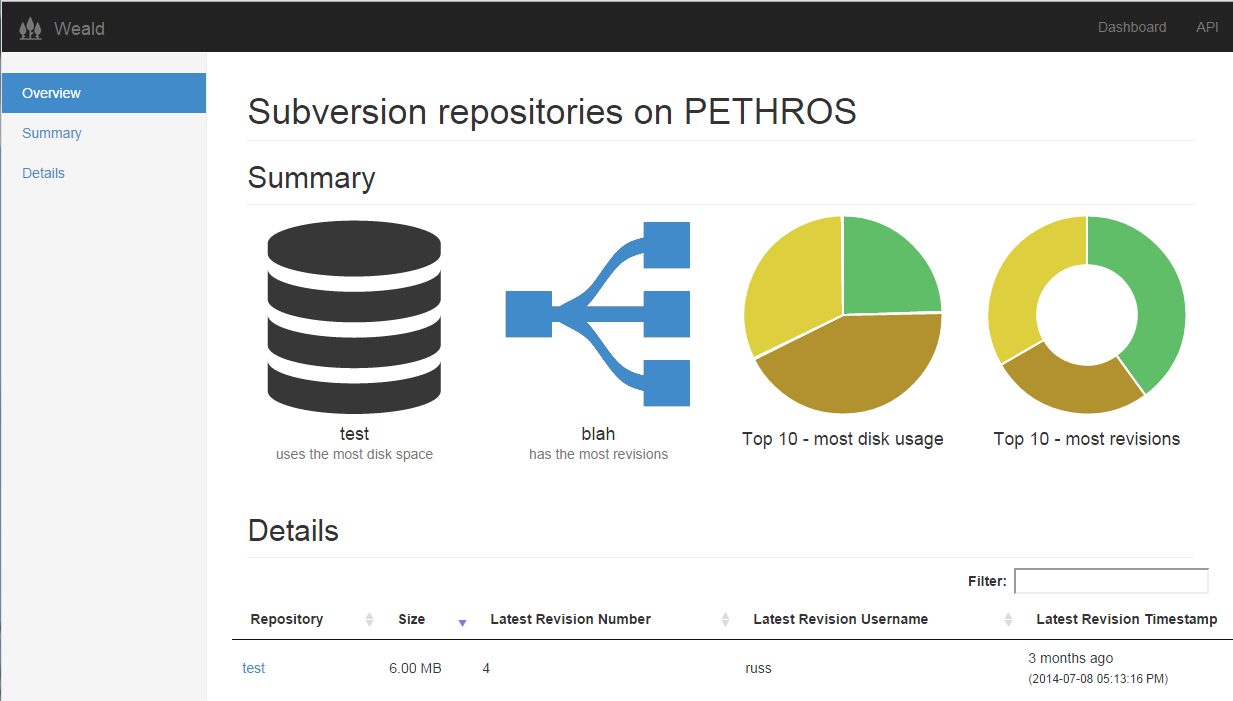 Weald
Dashboard
API
Overview
Summary
Details
Subversion repositories on PETHROS
Summary
test
uses the most disk space
blah
has the most revisions
Top 10 - most disk usage
Top 10 - most revisions
Details
Filter:
Repository Size Latest Revision Number Latest Revision Username Latest Revision Timestamp
test 6.00 MB 4 russ 3 months ago
(2014-07-08 05:13:16 PM)